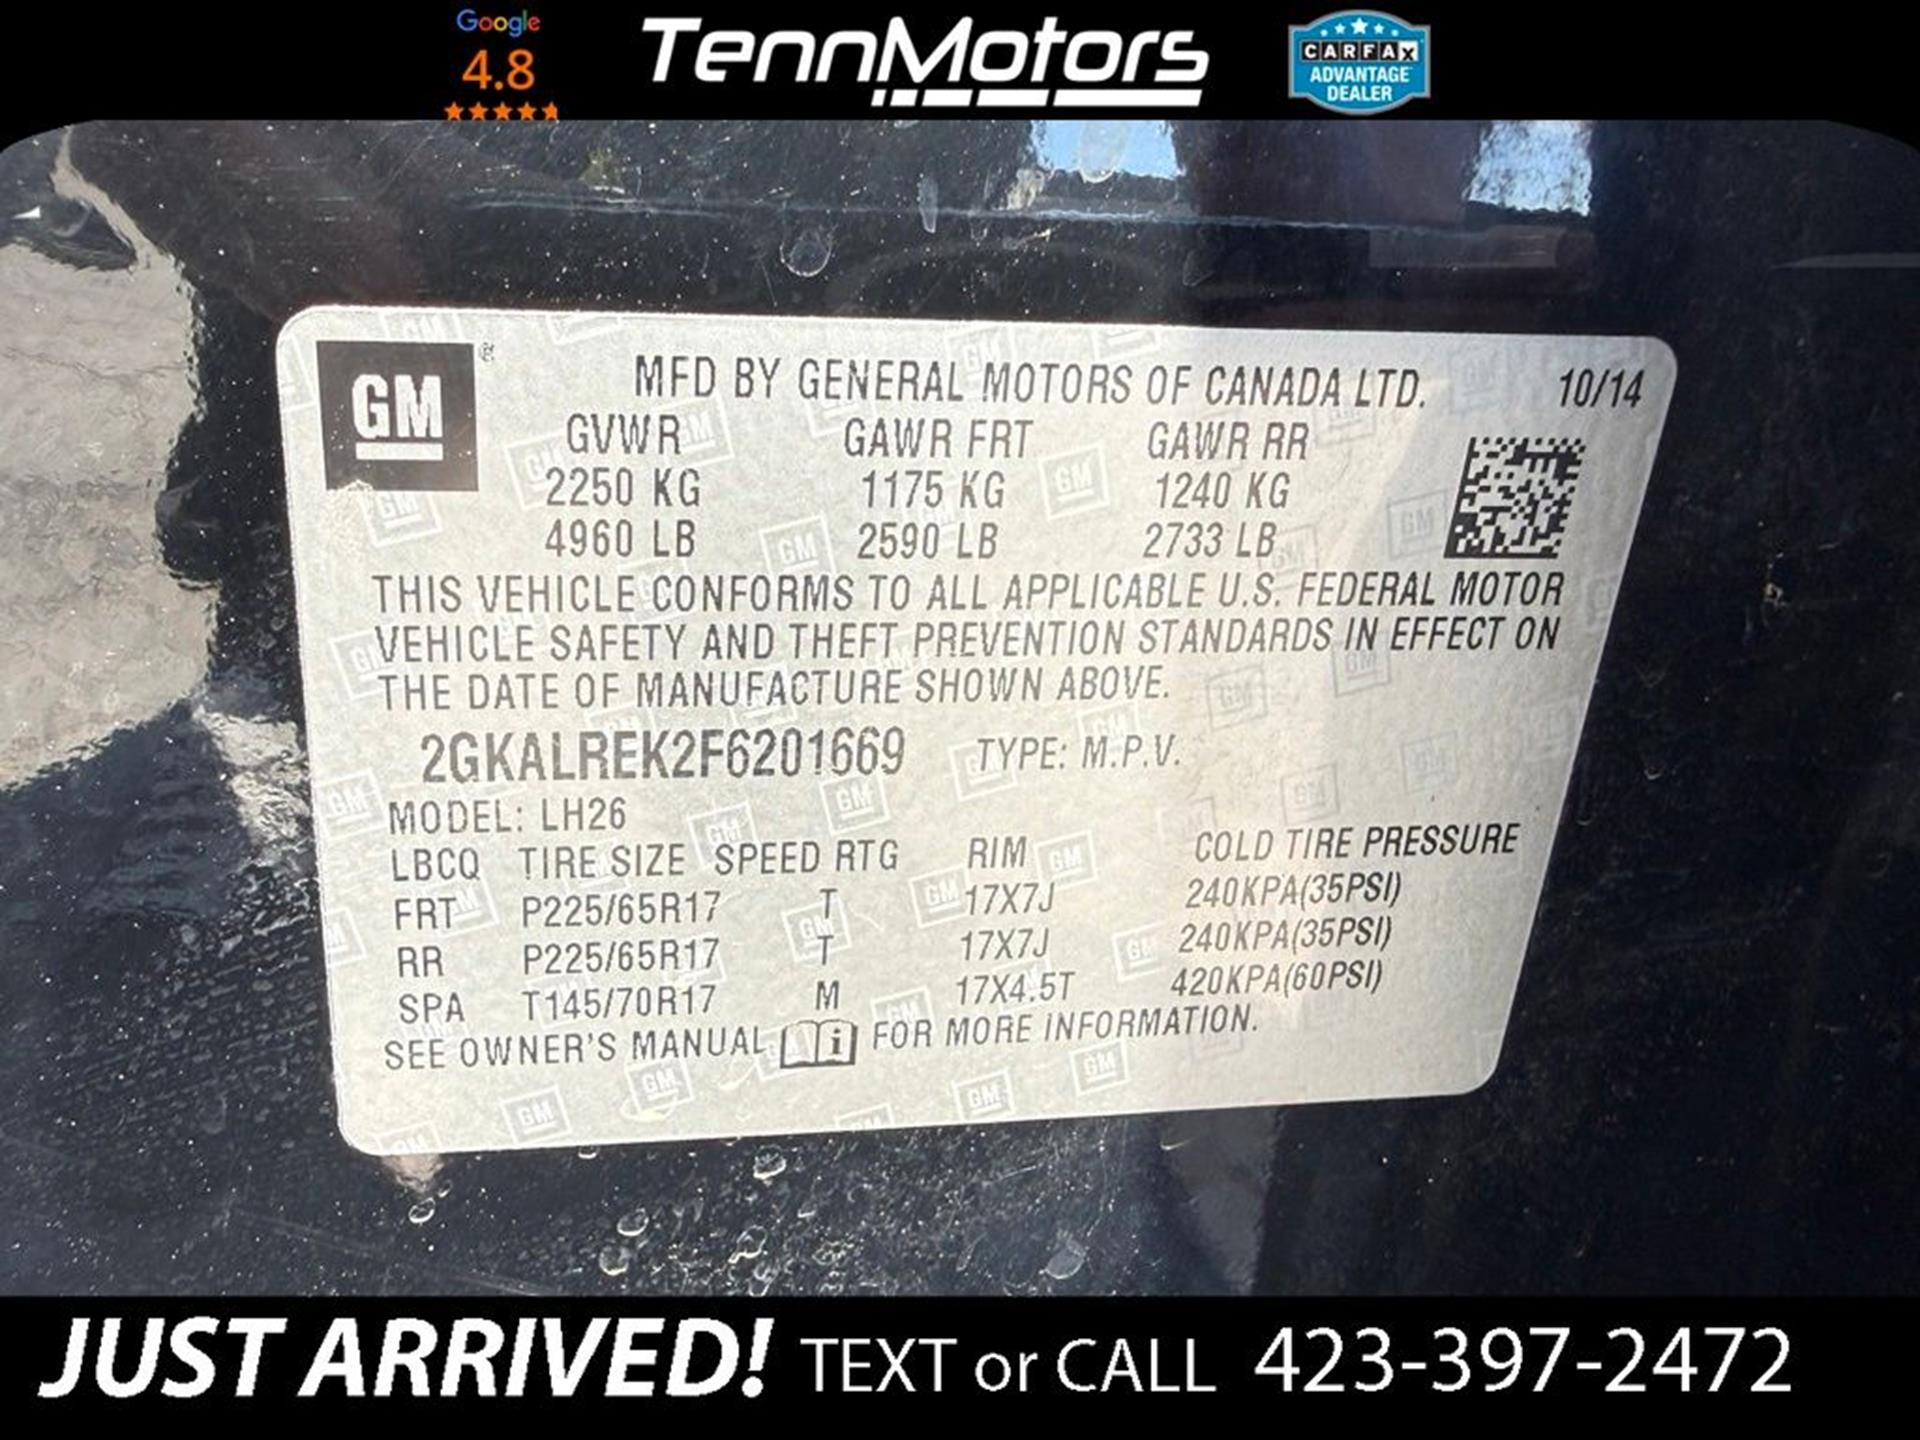 Google
4.8
TennMotors
CARFAX
ADVANTAGE
DEALER
GM
MFD BY GENERAL MOTORS OF CANADA LTD. 10/14
GVWR GAWR FRT GAWR RR
2250 KG 1175 KG 1240 KG
4960 LB 2590 LB 2733 LB
THIS VEHICLE CONFORMS TO ALL APPLICABLE U.S. FEDERAL MOTOR
VEHICLE SAFETY AND THEFT PREVENTION STANDARDS IN EFFECT ON
THE DATE OF MANUFACTURE SHOWN ABOVE.
2GKALREK2F6201669 TYPE: M.P.V.
MODEL: LH26
LBCQ TIRE SIZE SPEED RTG RIM COLD TIRE PRESSURE
FRT P225/65R17 T 17X7J 240KPA(35PSI)
RR P225/65R17 T 17X7J 240KPA(35PSI)
SPA T145/70R17 M 17X4.5T 420KPA(60PSI)
SEE OWNER'S MANUAL i FOR MORE INFORMATION.
JUST ARRIVED! TEXT or CALL 423-397-2472